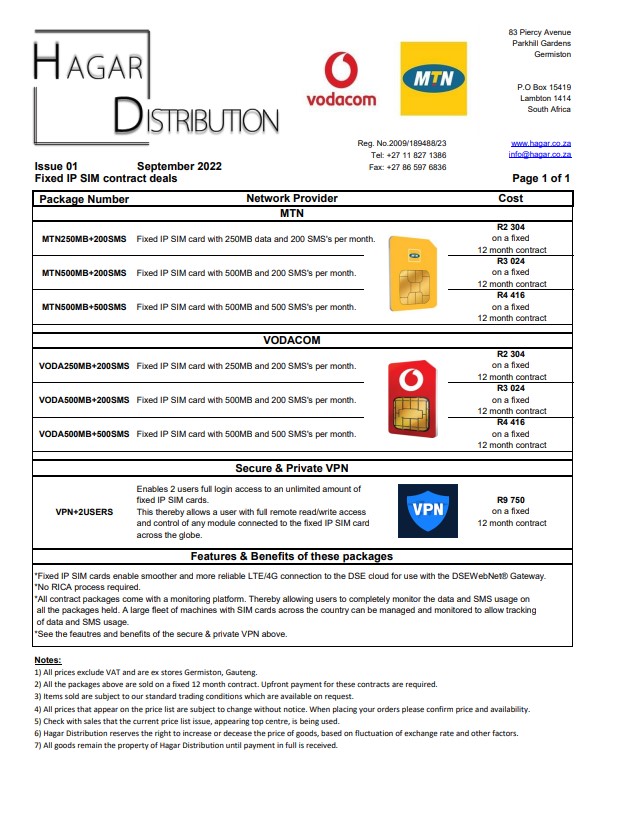 HAGAR
DISTRIBUTION
vodacom
MTN
83 Piercy Avenue
Parkhill Gardens
Germiston
P.O Box 15419
Lambton 1414
South Africa
Reg. No.2009/189488/23
www.hagar.co.za
Tel: +27 11 827 1386
info@hagar.co.za
Issue 01 September 2022
Fax: +27 86 597 6836
Fixed IP SIM contract deals
Page 1 of 1
Package Number Network Provider Cost
MTN
MTN250MB+200SMS Fixed IP SIM card with 250MB data and 200 SMS's per month.
R2 304
on a fixed
12 month contract
MTN500MB+200SMS Fixed IP SIM card with 500MB and 200 SMS's per month.
R3 024
on a fixed
12 month contract
MTN500MB+500SMS Fixed IP SIM card with 500MB and 500 SMS's per month.
R4 416
on a fixed
12 month contract
VODACOM
VODA250MB+200SMS Fixed IP SIM card with 250MB and 200 SMS's per month.
R2 304
on a fixed
12 month contract
VODA500MB+200SMS Fixed IP SIM card with 500MB and 200 SMS's per month.
R3 024
on a fixed
12 month contract
VODA500MB+500SMS Fixed IP SIM card with 500MB and 500 SMS's per month.
R4 416
on a fixed
12 month contract
Secure & Private VPN
VPN+2USERS
Enables 2 users full login access to an unlimited amount of
fixed IP SIM cards.
This thereby allows a user with full remote read/write access
and control of any module connected to the fixed IP SIM card
across the globe.
VPN
R9 750
on a fixed
12 month contract
Features & Benefits of these packages
*Fixed IP SIM cards enable smoother and more reliable LTE/4G connection to the DSE cloud for use with the DSEWebNet® Gateway.
*No RICA process required.
*All contract packages come with a monitoring platform. Thereby allowing users to completely monitor the data and SMS usage on
all the packages held. A large fleet of machines with SIM cards across the country can be managed and monitored to allow tracking
of data and SMS usage.
*See the feautres and benefits of the secure & private VPN above.
Notes:
1) All prices exclude VAT and are ex stores Germiston, Gauteng.
2) All the packages above are sold on a fixed 12 month contract. Upfront payment for these contracts are required.
3) Items sold are subject to our standard trading conditions which are available on request.
4) All prices that appear on the price list are subject to change without notice. When placing your orders please confirm price and availability.
5) Check with sales that the current price list issue, appearing top centre, is being used.
6) Hagar Distribution reserves the right to increase or decease the price of goods, based on fluctuation of exchange rate and other factors.
7) All goods remain the property of Hagar Distribution until payment in full is received.